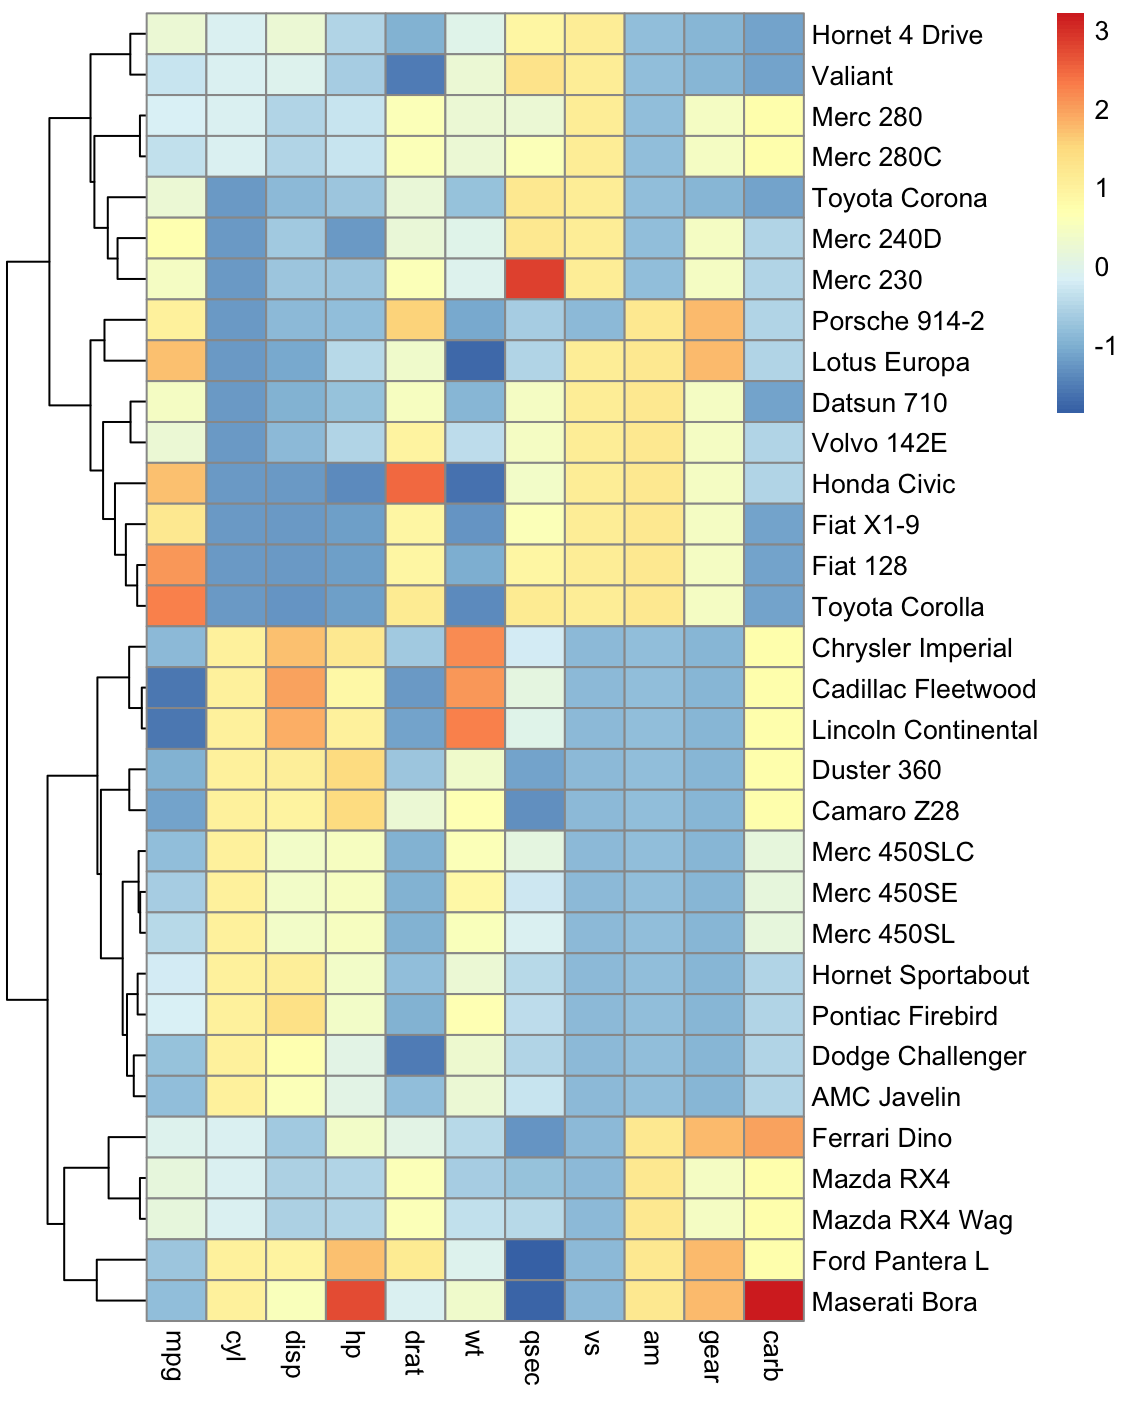 Hornet 4 Drive
Valiant
Merc 280
Merc 280C
Toyota Corona
Merc 240D
Merc 230
Porsche 914-2
Lotus Europa
Datsun 710
Volvo 142E
Honda Civic
Fiat X1-9
Fiat 128
Toyota Corolla
Chrysler Imperial
Cadillac Fleetwood
Lincoln Continental
Duster 360
Camaro Z28
Merc 450SLC
Merc 450SE
Merc 450SL
Hornet Sportabout
Pontiac Firebird
Dodge Challenger
AMC Javelin
Ferrari Dino
Mazda RX4
Mazda RX4 Wag
Ford Pantera L
Maserati Bora
mpg
cyl
disp
hp
drat
wt
qsec
vs
am
gear
carb
3
2
1
0
-1